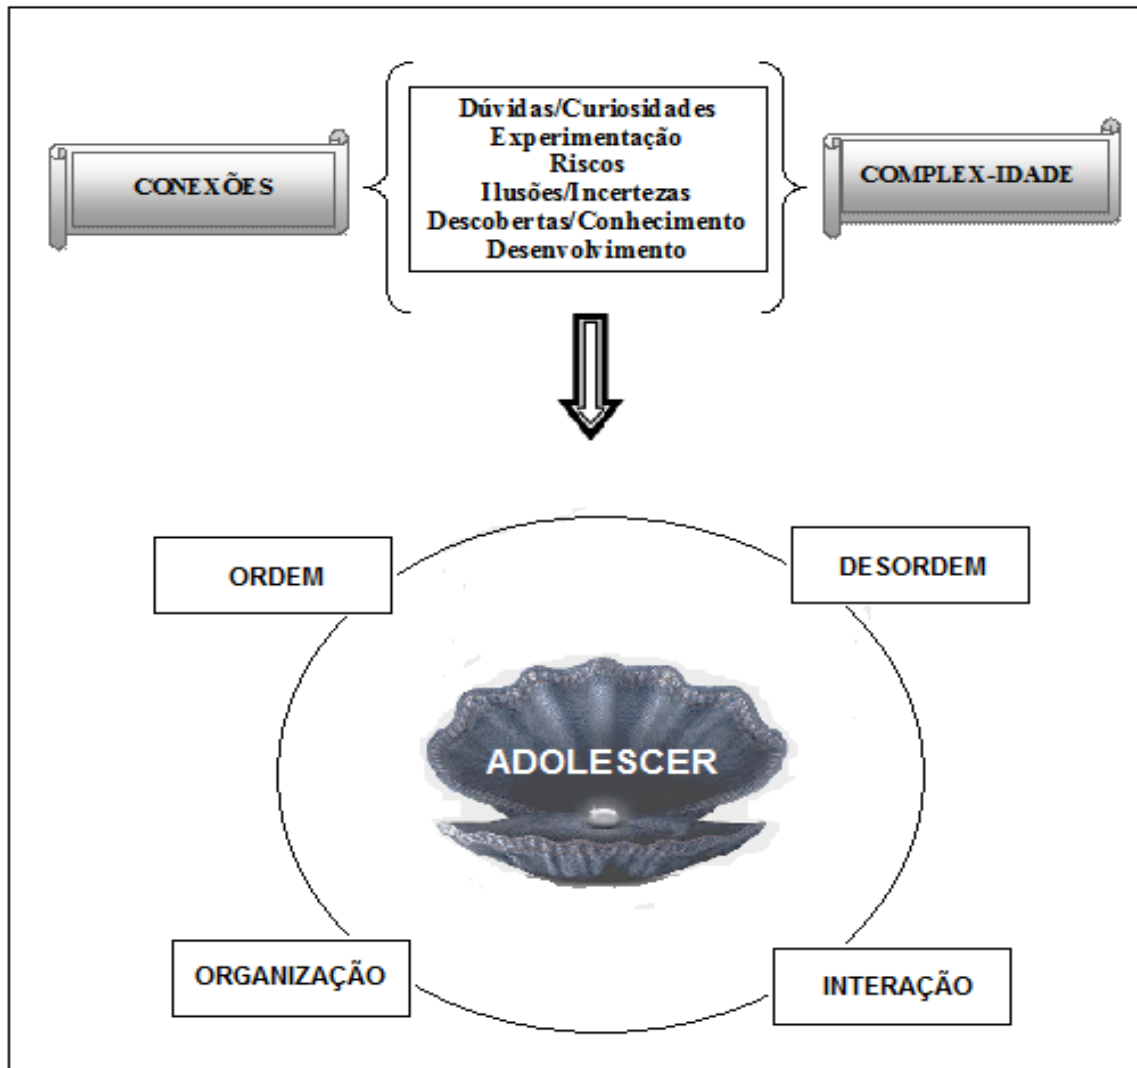 CONEXÕES
Dúvidas/Curiosidades
Experimentação
Riscos
Ilusões/Incertezas
Descobertas/Conhecimento
Desenvolvimento
COMPLEX-IDADE
ORDEM
DESORDEM
ADOLESCER
ORGANIZAÇÃO
INTERAÇÃO